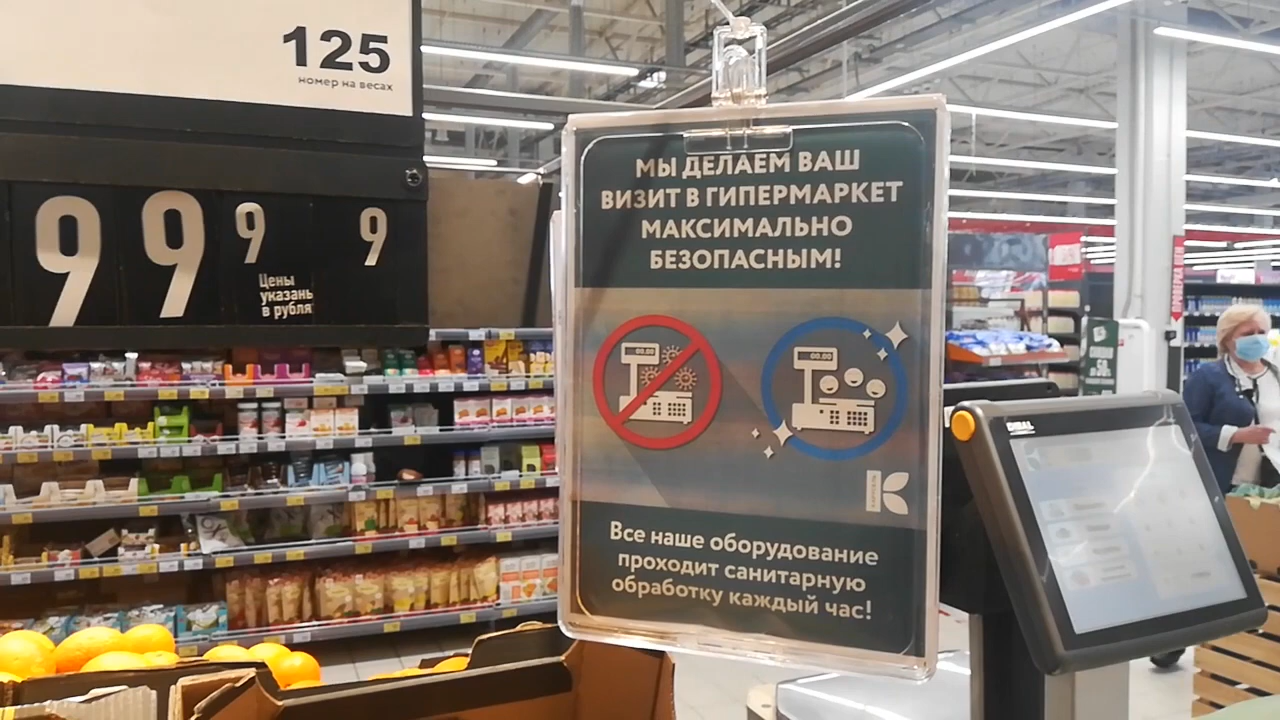 125
номер на весах
99 9 9
Цены
указань
в рубля
МЫ ДЕЛАЕМ ВАШ
ВИЗИТ В ГИПЕРМАРКЕТ
МАКСИМАЛЬНО
БЕЗОПАСНЫМ!
00.00
00.00
Все наше оборудование
проходит санитарную
обработку каждый час!
DIBAL